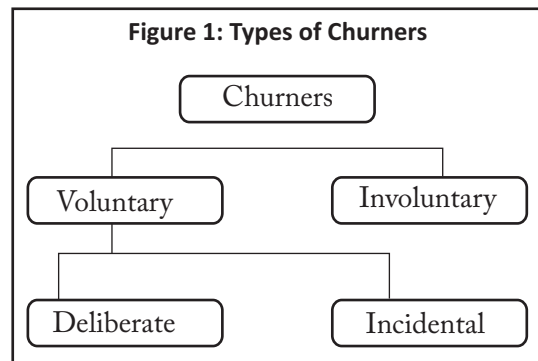 Figure 1: Types of Churners
Churners
Voluntary
Involuntary
Deliberate
Incidental